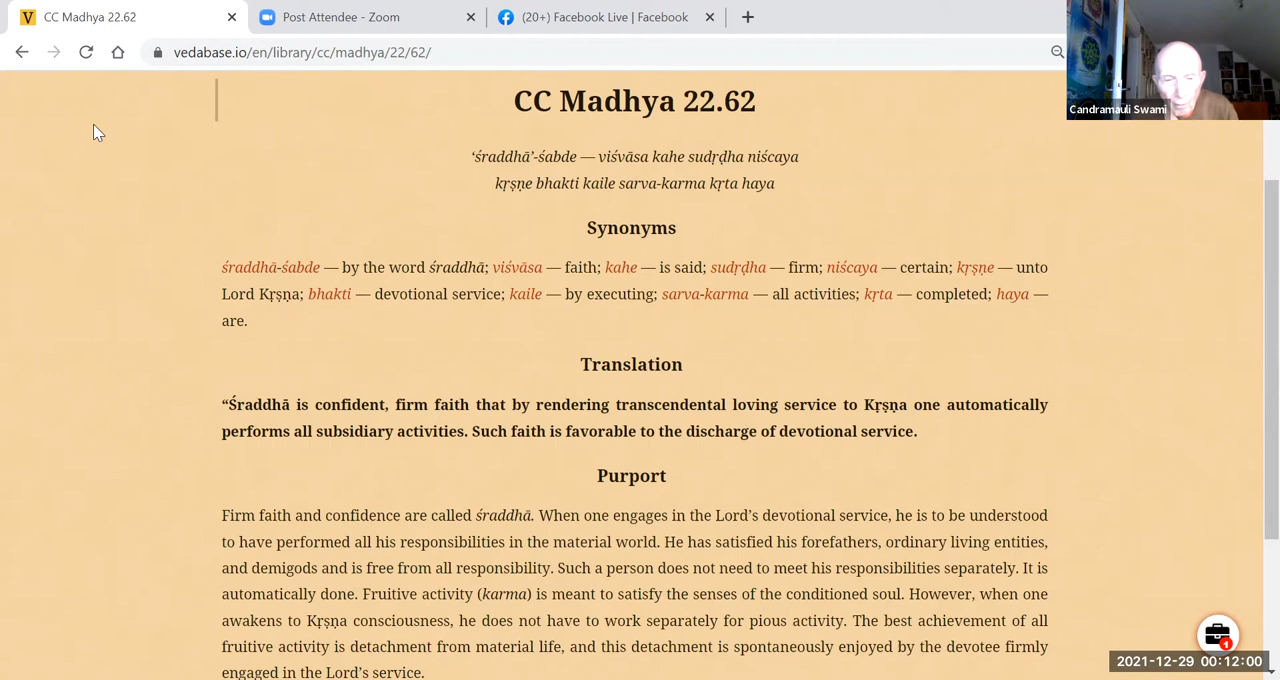 CC Madhya 22.62
Post Attendee - Zoom
(20+) Facebook Live | Facebook
vedabase.io/en/library/cc/madhya/22/62/
Candramauli Swami
CC Madhya 22.62
‘śraddhā’-śabde — viśvāsa kahe sudṛḍha niścaya
kṛṣṇe bhakti kaile sarva-karma kṛta haya
Synonyms
śraddhā-śabde — by the word śraddhā; viśvāsa — faith; kahe — is said; sudṛḍha — firm; niścaya — certain; kṛṣṇe — unto
Lord Kṛṣṇa; bhakti — devotional service; kaile — by executing; sarva-karma — all activities; kṛta — completed; haya —
are.
Translation
“Śraddhā is confident, firm faith that by rendering transcendental loving service to Kṛṣṇa one automatically
performs all subsidiary activities. Such faith is favorable to the discharge of devotional service.
Purport
Firm faith and confidence are called śraddhā. When one engages in the Lord’s devotional service, he is to be understood
to have performed all his responsibilities in the material world. He has satisfied his forefathers, ordinary living entities,
and demigods and is free from all responsibility. Such a person does not need to meet his responsibilities separately. It is
automatically done. Fruitive activity (karma) is meant to satisfy the senses of the conditioned soul. However, when one
awakens to Kṛṣṇa consciousness, he does not have to work separately for pious activity. The best achievement of all
fruitive activity is detachment from material life, and this detachment is spontaneously enjoyed by the devotee firmly
engaged in the Lord’s service.
1
2021-12-29 00:12:00